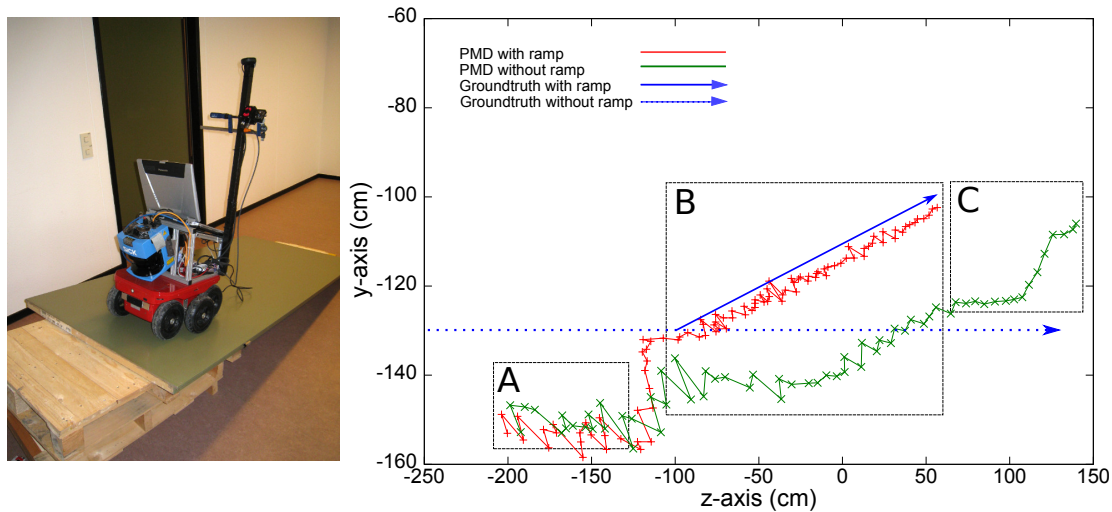 PMD with ramp
PMD without ramp
Groundtruth with ramp
Groundtruth without ramp
A
B
C
y-axis (cm)
-60
-80
-100
-120
-140
-160
-250
-200
-150
-100
-50
0
50
100
150
z-axis (cm)